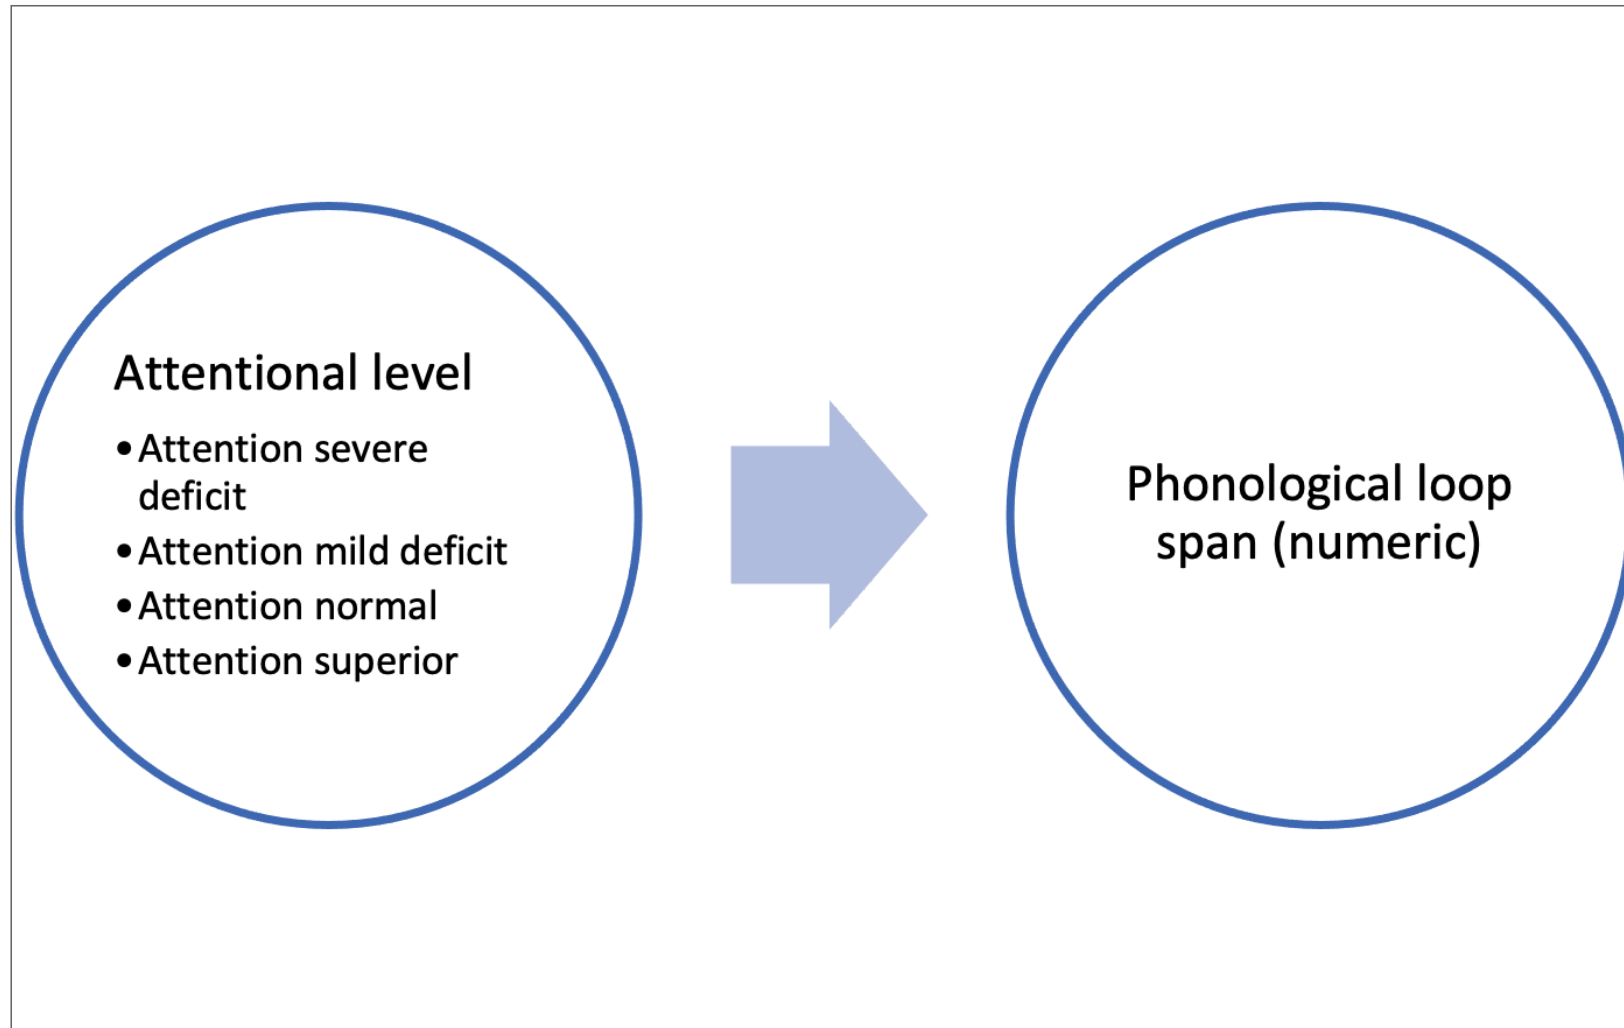 Attentional level
•Attention severe
deficit
•Attention mild deficit
•Attention normal
•Attention superior
Phonological loop
span (numeric)